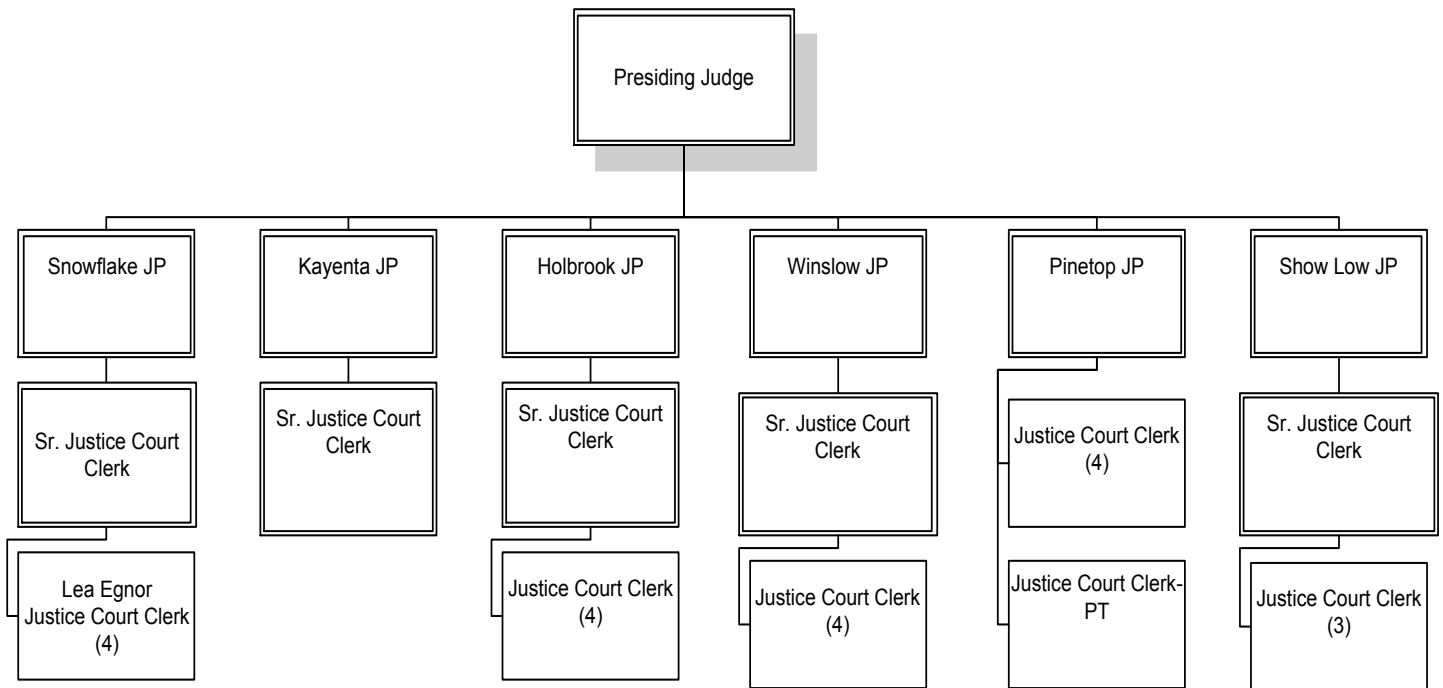 Presiding Judge
Snowflake JP
Kayenta JP
Holbrook JP
Winslow JP
Pinetop JP
Show Low JP
Sr. Justice Court
Clerk
Sr. Justice Court
Clerk
Sr. Justice Court
Clerk
Sr. Justice Court
Clerk
Justice Court Clerk
(4)
Sr. Justice Court
Clerk
Lea Egnor
Justice Court Clerk
(4)
Justice Court Clerk
(4)
Justice Court Clerk
(4)
Justice Court Clerk-
PT
Justice Court Clerk
(3)